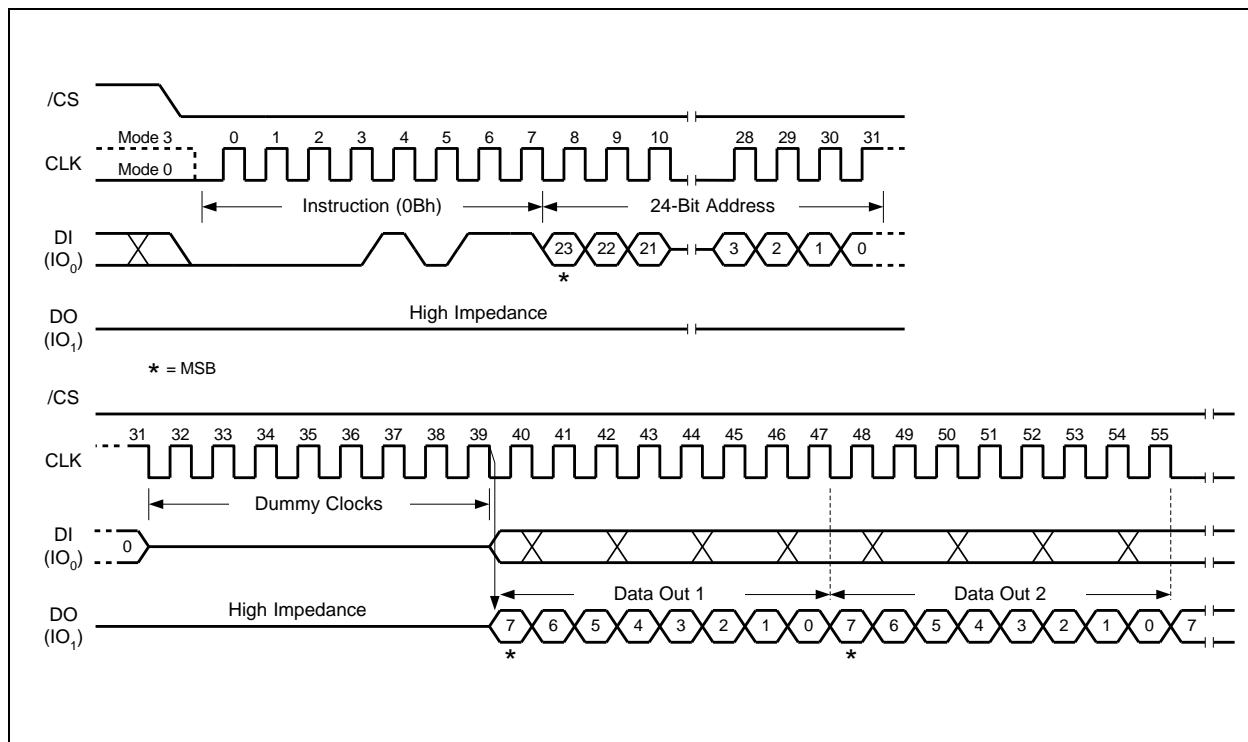 /CS
Mode 3
0 1 2 3 4 5 6 7 8 9 10 28 29 30 31
CLK
Mode 0
Instruction (0Bh) 24-Bit Address
DI
(IO0)
23 22 21 3 2 1 0
*
High Impedance
DO
(IO1)
* = MSB
/CS
31 32 33 34 35 36 37 38 39 40 41 42 43 44 45 46 47 48 49 50 51 52 53 54 55
CLK
Dummy Clocks
DI
(IO0)
0
Data Out 1 Data Out 2
High Impedance
DO
(IO1)
7 6 5 4 3 2 1 0 7 6 5 4 3 2 1 0 7
* *